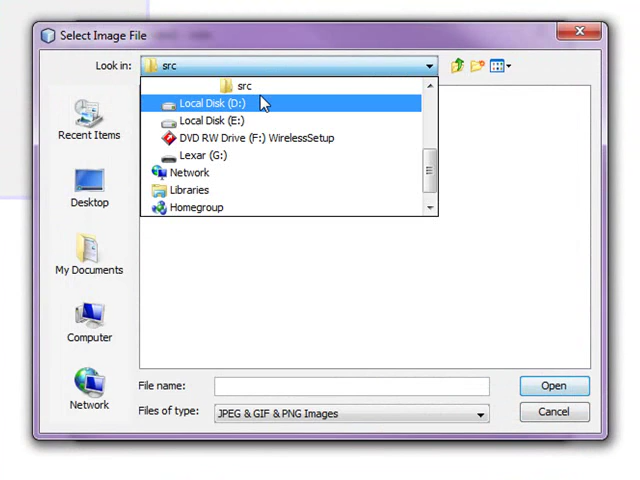 Select Image File
Look in: src
src
Local Disk (D:)
Local Disk (E:)
DVD RW Drive (F:) WirelessSetup
Lexar (G:)
Network
Libraries
Homegroup
Recent Items
Desktop
My Documents
Computer
Network
File name:
Open
Files of type: JPEG & GIF & PNG Images
Cancel